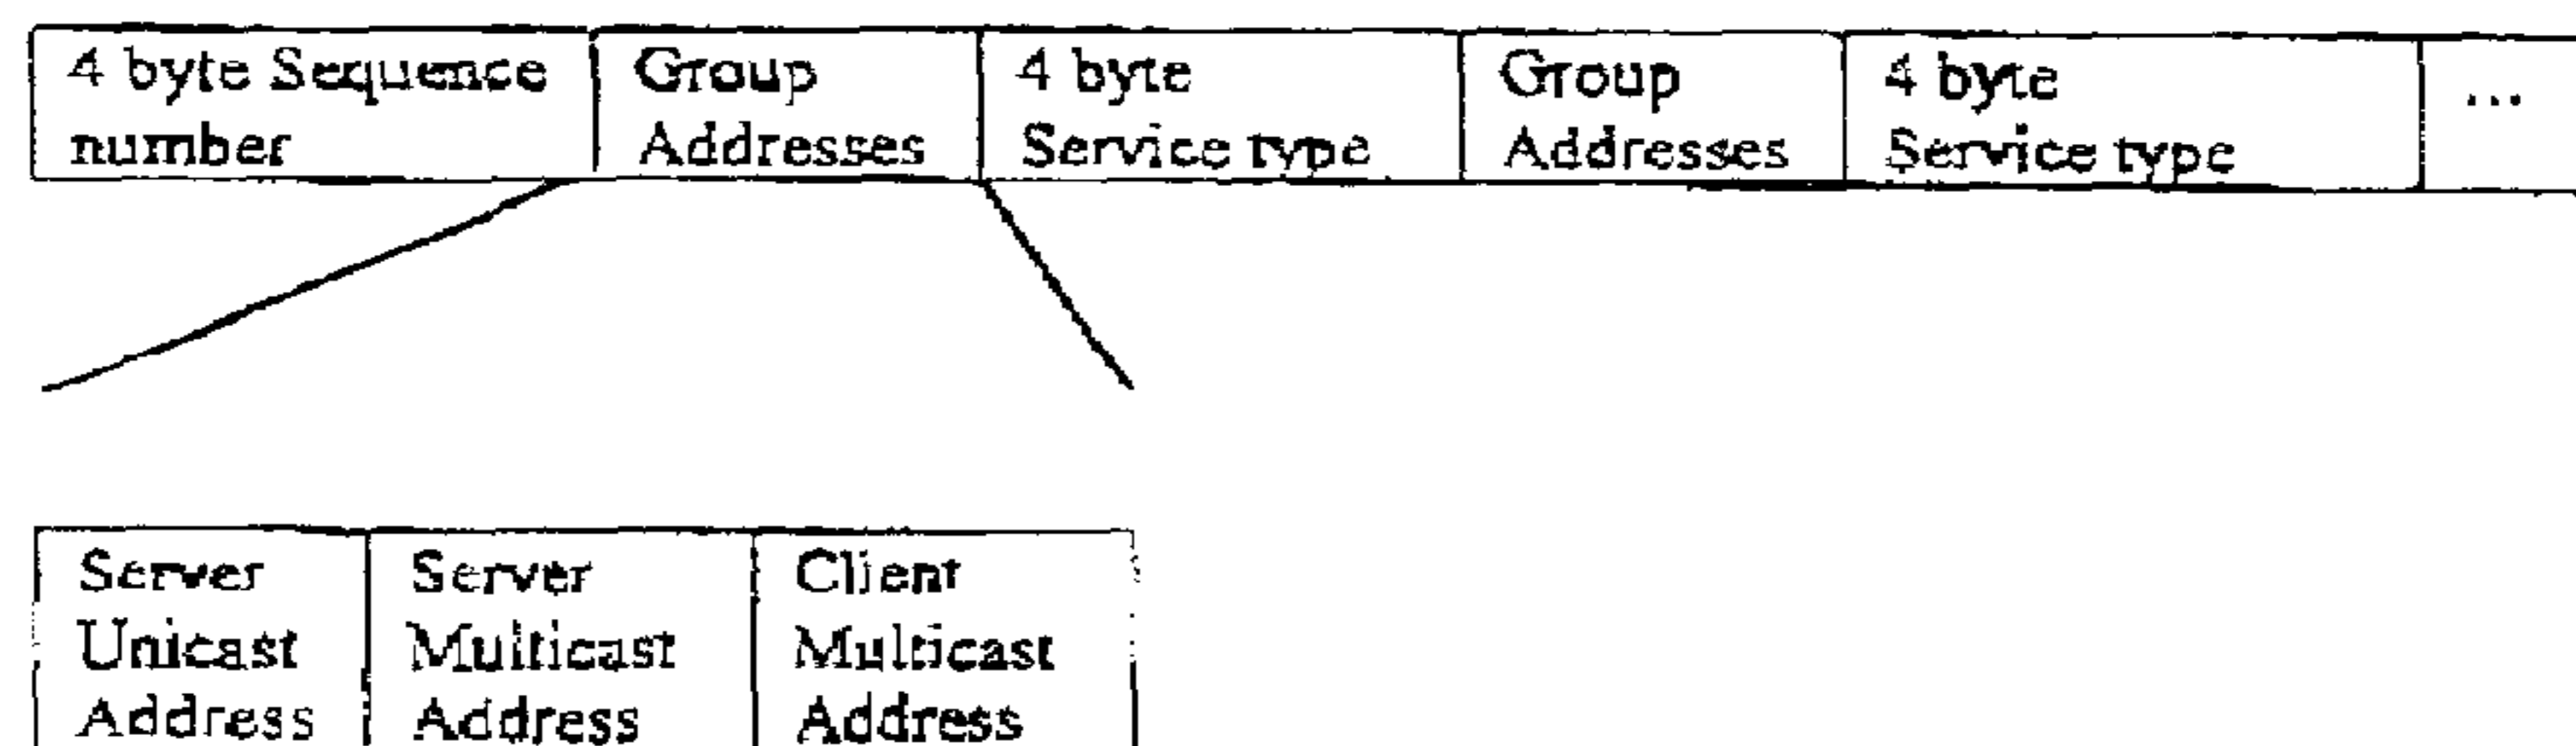 4 byte Sequence number
Group Addresses
4 byte Service type
Group Addresses
4 byte Service type
...
Server Unicast Address
Server Multicast Address
Client Multicast Address